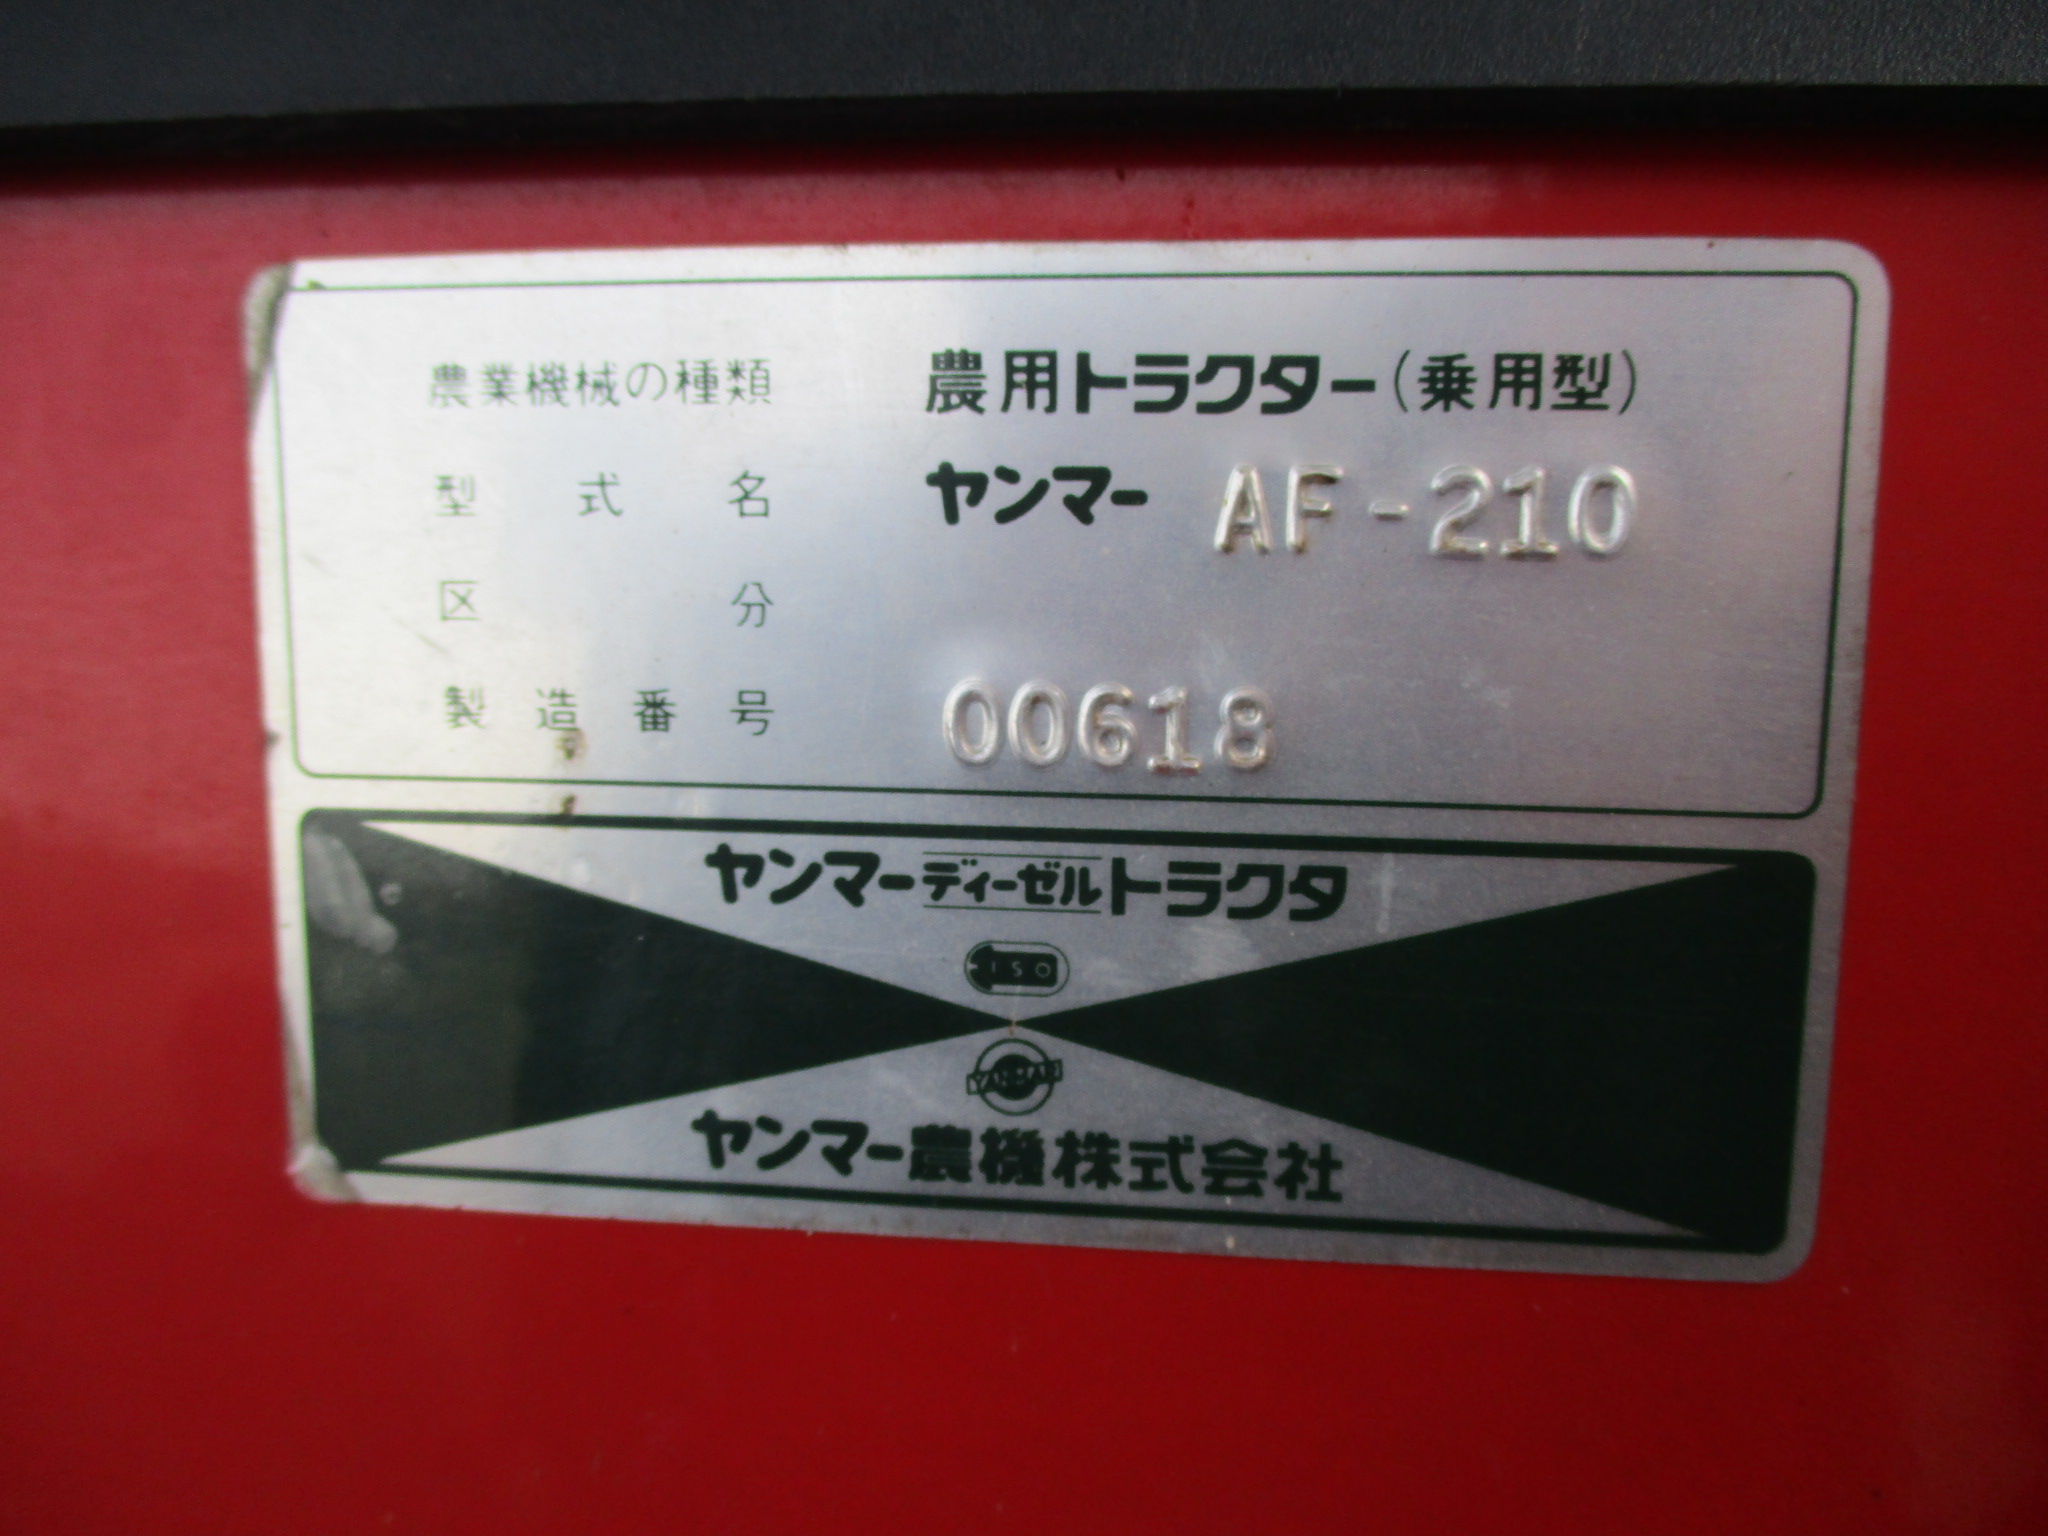 農業機械の種類 農用トラクター(乗用型)
型式名 ヤンマー AF-210
区分
製造番号 00618
ヤンマーディーゼルトラクタ
ISO
YANMAR
ヤンマー農機株式会社